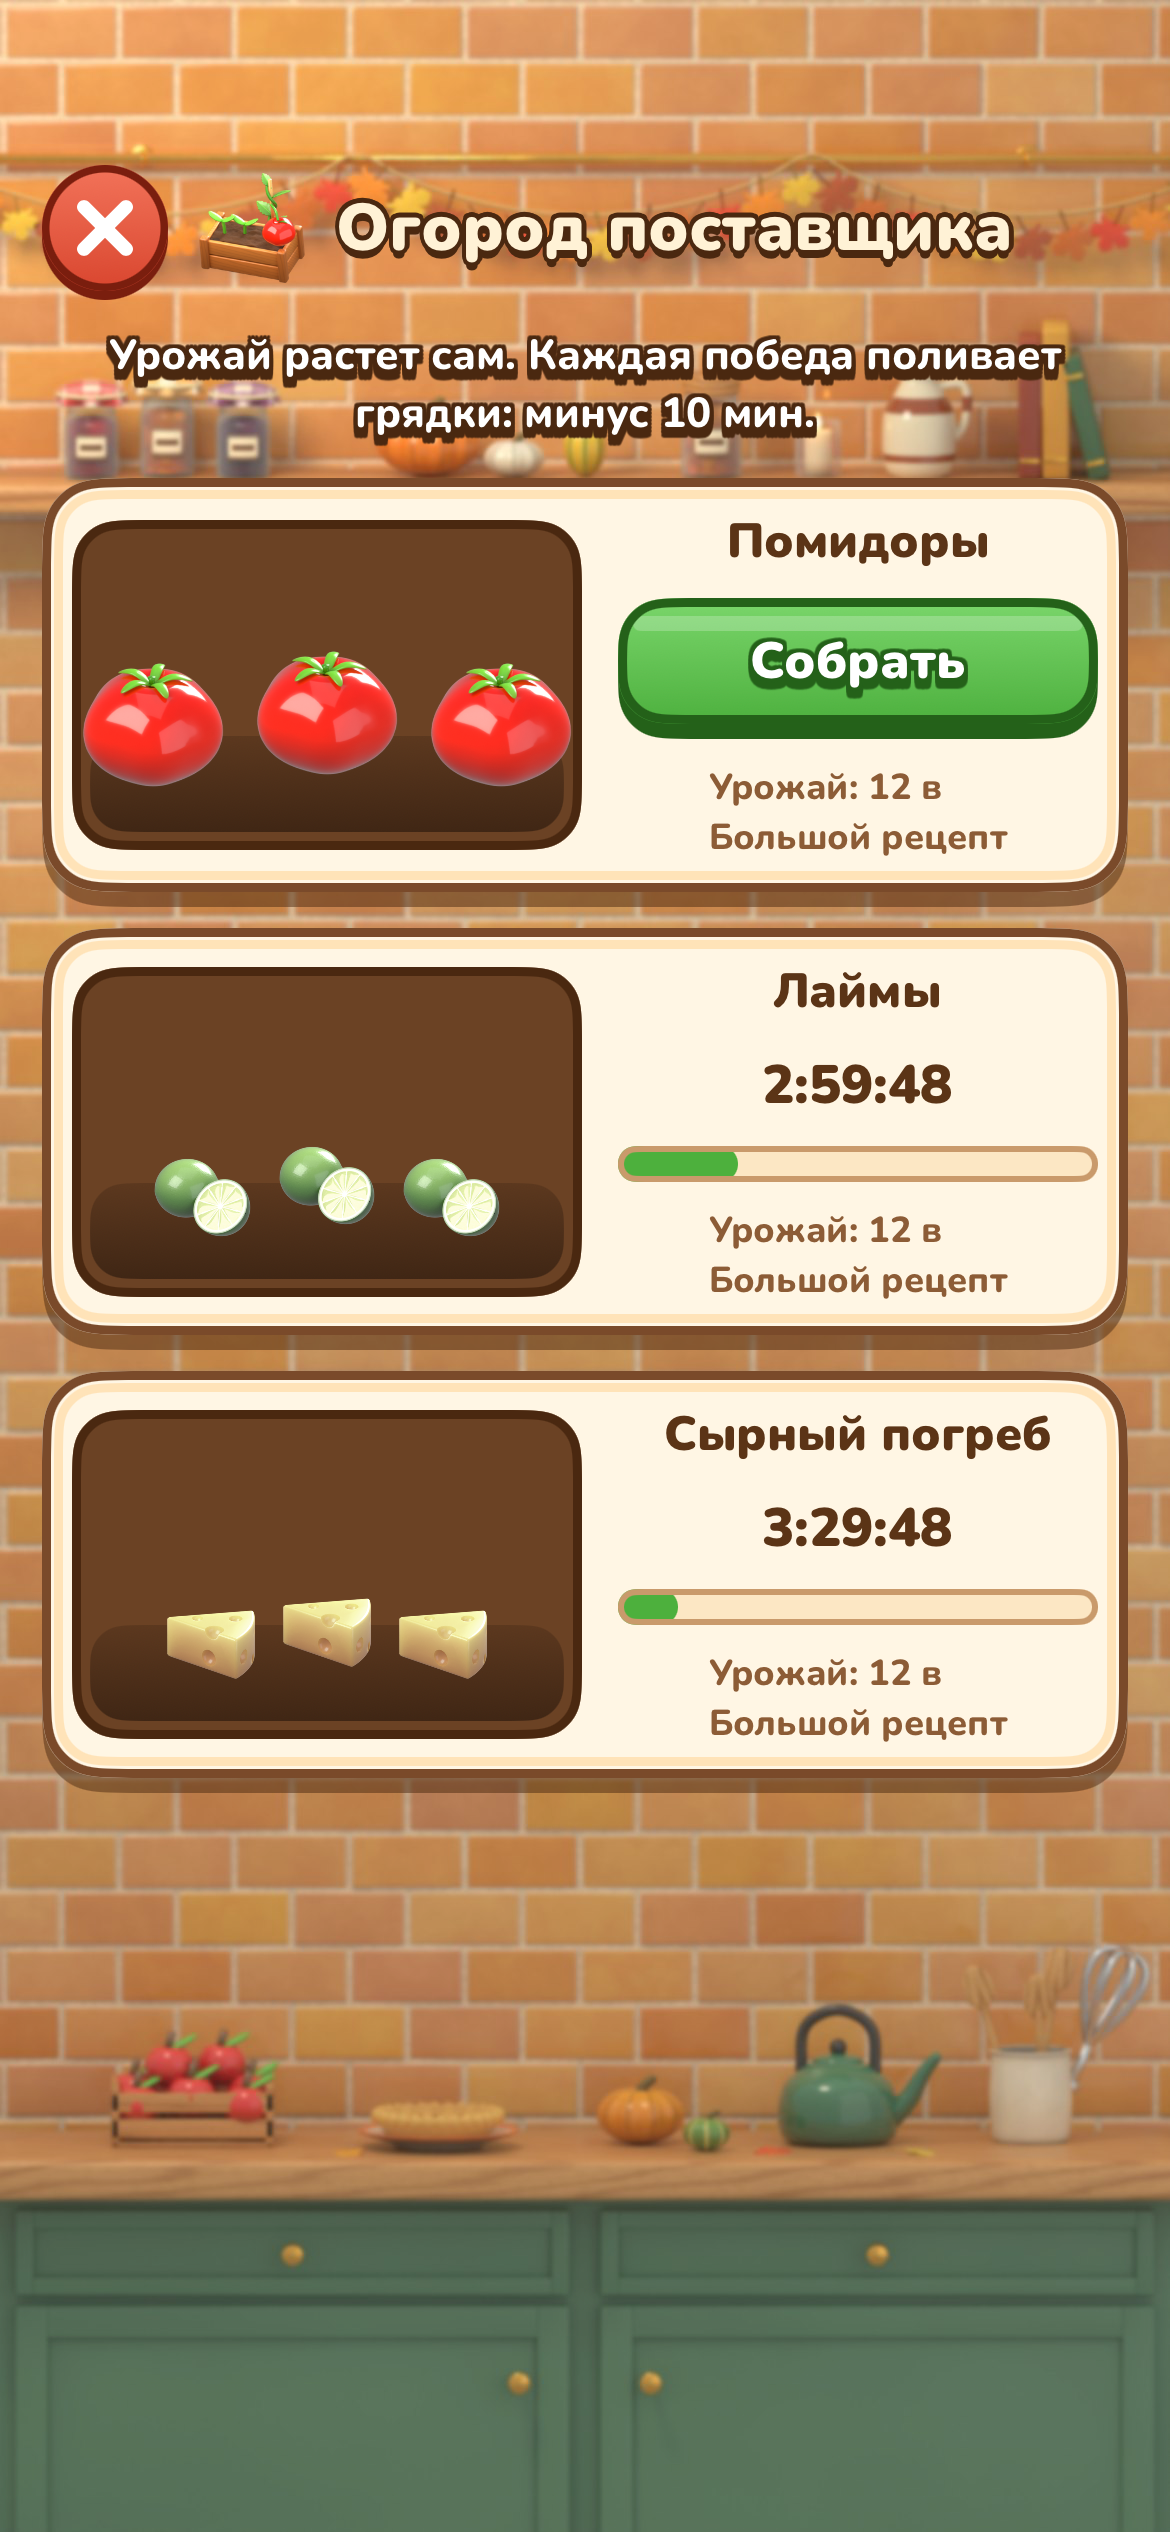 Огород поставщика
Урожай растет сам. Каждая победа поливает
грядки: минус 10 мин.
Помидоры
Собрать
Урожай: 12 в
Большой рецепт
Лаймы
2:59:48
Урожай: 12 в
Большой рецепт
Сырный погреб
3:29:48
Урожай: 12 в
Большой рецепт